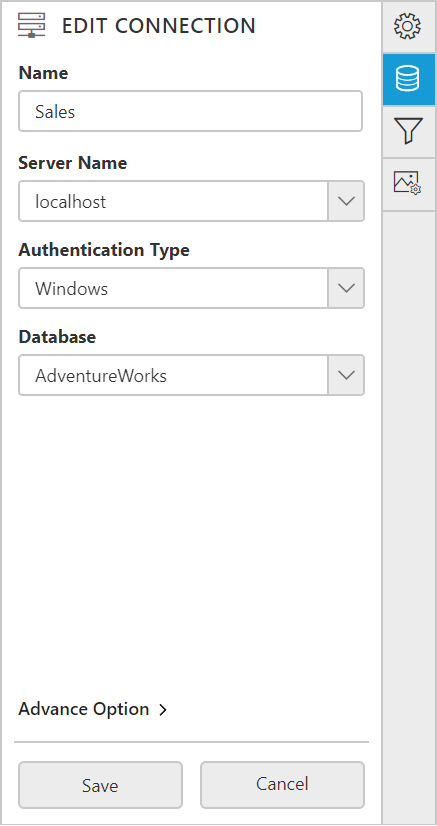 EDIT CONNECTION
Name
Sales
Server Name
localhost
Authentication Type
Windows
Database
AdventureWorks
Advance Option
Save
Cancel